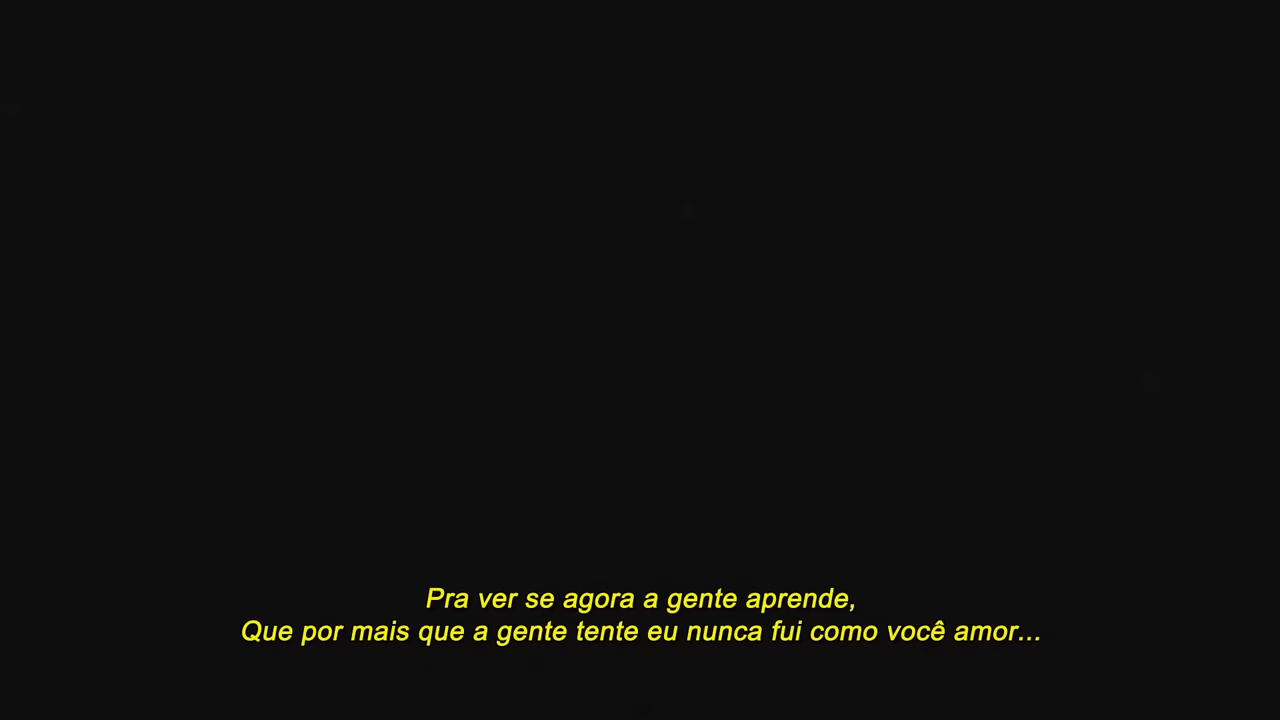 Pra ver se agora a gente aprende,
Que por mais que a gente tente eu nunca fui como você amor...